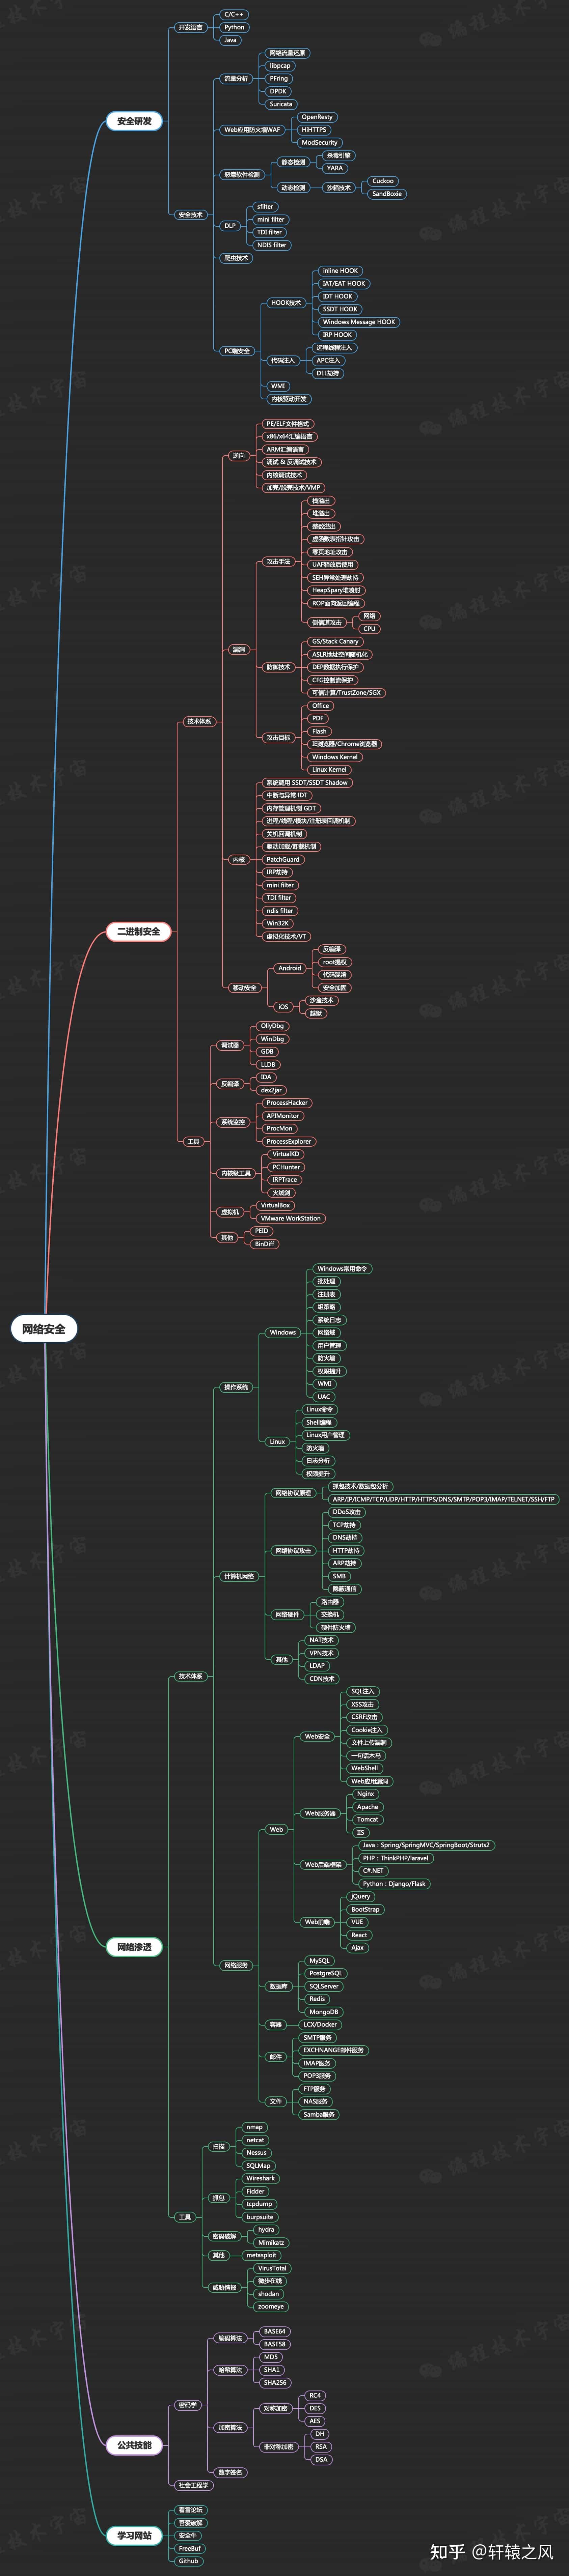 网络安全
安全研发
开发语言
C/C++
Python
Java
安全技术
流量分析
网络流量还原
libpcap
PFring
DPDK
Suricata
Web应用防火墙WAF
OpenResty
HiHTTPS
ModSecurity
恶意软件检测
静态检测
杀毒引擎
YARA
动态检测
沙箱技术
Cuckoo
SandBoxie
DLP
sfilter
mini filter
TDI filter
NDIS filter
爬虫技术
PC端安全
HOOK技术
inline HOOK
IAT/EAT HOOK
IDT HOOK
SSDT HOOK
Windows Message HOOK
IRP HOOK
代码注入
远程线程注入
APC注入
DLL劫持
WMI
内核驱动开发
二进制安全
技术体系
逆向
PE/ELF文件格式
x86/x64汇编语言
ARM汇编语言
调试 & 反调试技术
内核调试技术
加壳/脱壳技术/VMP
漏洞
攻击手法
栈溢出
堆溢出
整数溢出
虚函数表指针攻击
零页地址攻击
UAF释放后使用
SEH异常处理劫持
HeapSpary堆喷射
ROP面向返回编程
侧信道攻击
网络
CPU
防御技术
GS/Stack Canary
ASLR地址空间随机化
DEP数据执行保护
CFG控制流保护
可信计算/TrustZone/SGX
攻击目标
Office
PDF
Flash
IE浏览器/Chrome浏览器
Windows Kernel
Linux Kernel
内核
系统调用 SSDT/SSDT Shadow
中断与异常 IDT
内存管理机制 GDT
进程/线程/模块/注册表回调机制
关机回调机制
驱动加载/卸载机制
PatchGuard
IRP劫持
mini filter
TDI filter
ndis filter
Win32K
虚拟化技术/VT
移动安全
Android
反编译
root提权
代码混淆
安全加固
iOS
沙盒技术
越狱
工具
调试器
OllyDbg
WinDbg
GDB
LLDB
反编译
IDA
dex2jar
系统监控
ProcessHacker
APIMonitor
ProcMon
ProcessExplorer
内核级工具
VirtualKD
PCHunter
IRPTrace
火绒剑
虚拟机
VirtualBox
VMware WorkStation
其他
PEID
BinDiff
网络渗透
技术体系
操作系统
Windows
Windows常用命令
批处理
注册表
组策略
系统日志
网络域
用户管理
防火墙
权限提升
WMI
UAC
Linux
Linux命令
Shell编程
Linux用户管理
防火墙
日志分析
权限提升
计算机网络
网络协议原理
抓包技术/数据包分析
ARP/IP/ICMP/TCP/UDP/HTTP/HTTPS/DNS/SMTP/POP3/IMAP/TELNET/SSH/FTP
网络协议攻击
DDoS攻击
TCP劫持
DNS劫持
HTTP劫持
ARP劫持
SMB
隐蔽通信
网络硬件
路由器
交换机
硬件防火墙
其他
NAT技术
VPN技术
LDAP
CDN技术
网络服务
Web
Web安全
SQL注入
XSS攻击
CSRF攻击
Cookie注入
文件上传漏洞
一句话木马
WebShell
Web应用漏洞
Web服务器
Nginx
Apache
Tomcat
IIS
Web后端框架
Java：Spring/SpringMVC/SpringBoot/Struts2
PHP：ThinkPHP/laravel
C#.NET
Python：Django/Flask
Web前端
jQuery
BootStrap
VUE
React
Ajax
数据库
MySQL
PostgreSQL
SQLServer
Redis
MongoDB
容器
LCX/Docker
邮件
SMTP服务
EXCHNANGE邮件服务
IMAP服务
POP3服务
文件
FTP服务
NAS服务
Samba服务
工具
扫描
nmap
netcat
Nessus
SQLMap
抓包
Wireshark
Fidder
tcpdump
burpsuite
密码破解
hydra
Mimikatz
其他
metasploit
威胁情报
VirusTotal
微步在线
shodan
zoomeye
公共技能
密码学
编码算法
BASE64
BASE58
哈希算法
MD5
SHA1
SHA256
加密算法
对称加密
RC4
DES
AES
非对称加密
DH
RSA
DSA
数字签名
社会工程学
学习网站
看雪论坛
吾爱破解
安全牛
FreeBuf
Github
知乎 @轩辕之风
编程技术宇宙